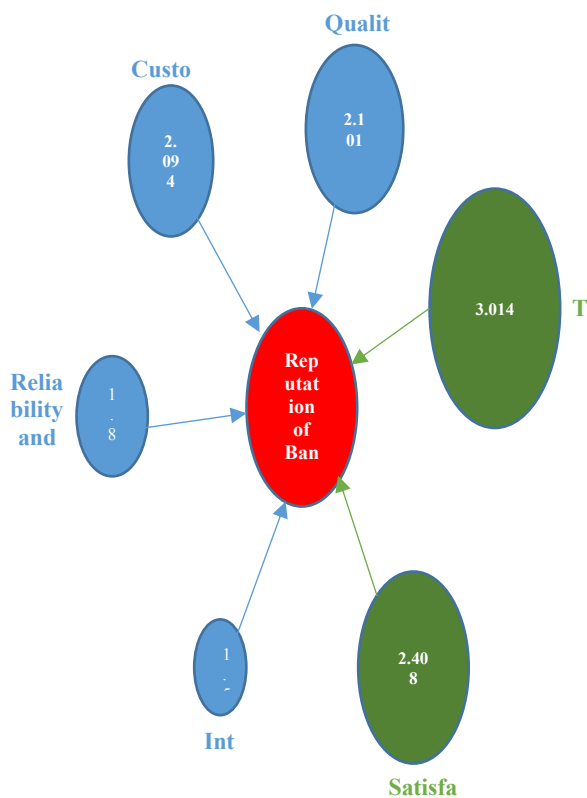 Qualit
Custo
2.1
01
2.
09
4
3.014
T
Rep
utat
ion
of
Ban
Relia
bility
and
1
.
8
2.40
8
1
.
Int
Satisfa